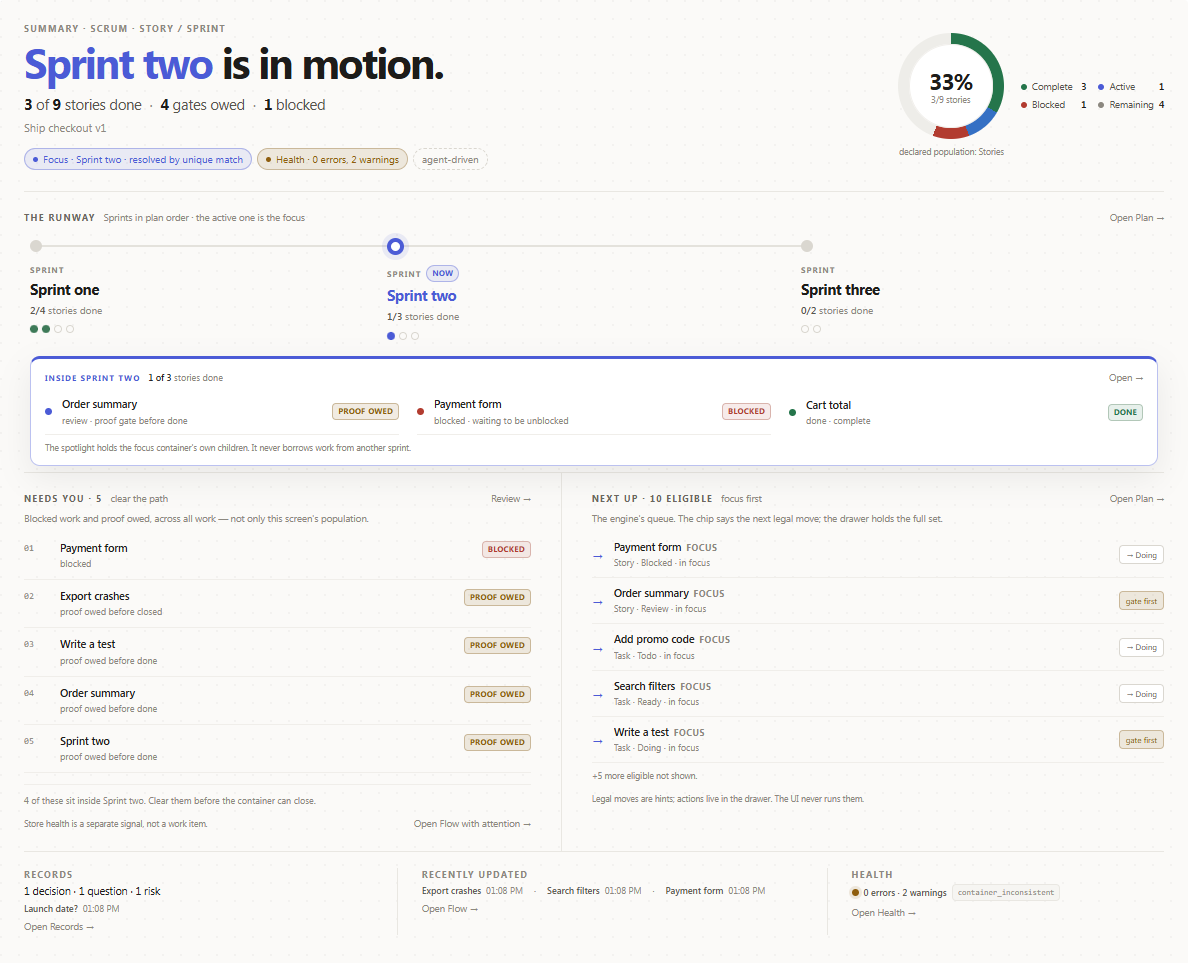 SUMMARY · SCRUM · STORY / SPRINT
Sprint two is in motion.
3 of 9 stories done · 4 gates owed · 1 blocked
Ship checkout v1
Focus · Sprint two · resolved by unique match
Health · 0 errors, 2 warnings
agent-driven
33%
3/9 stories
Complete 3
Active 1
Blocked 1
Remaining 4
declared population: Stories
THE RUNWAY Sprints in plan order · the active one is the focus
Open Plan →
SPRINT
Sprint one
2/4 stories done
SPRINT NOW
Sprint two
1/3 stories done
SPRINT
Sprint three
0/2 stories done
INSIDE SPRINT TWO 1 of 3 stories done
Open →
Order summary
review · proof gate before done
PROOF OWED
Payment form
blocked · waiting to be unblocked
BLOCKED
Cart total
done · complete
DONE
The spotlight holds the focus container's own children. It never borrows work from another sprint.
NEEDS YOU · 5 clear the path
Review →
Blocked work and proof owed, across all work — not only this screen's population.
01 Payment form
blocked
BLOCKED
02 Export crashes
proof owed before closed
PROOF OWED
03 Write a test
proof owed before done
PROOF OWED
04 Order summary
proof owed before done
PROOF OWED
05 Sprint two
proof owed before done
PROOF OWED
4 of these sit inside Sprint two. Clear them before the container can close.
Store health is a separate signal, not a work item.
Open Flow with attention →
NEXT UP · 10 ELIGIBLE focus first
Open Plan →
The engine's queue. The chip says the next legal move; the drawer holds the full set.
→ Payment form FOCUS
Story · Blocked · in focus
→ Doing
→ Order summary FOCUS
Story · Review · in focus
gate first
→ Add promo code FOCUS
Task · Todo · in focus
→ Doing
→ Search filters FOCUS
Task · Ready · in focus
→ Doing
→ Write a test FOCUS
Task · Doing · in focus
gate first
+5 more eligible not shown.
Legal moves are hints; actions live in the drawer. The UI never runs them.
RECORDS
1 decision · 1 question · 1 risk
Launch date? 01:08 PM
Open Records →
RECENTLY UPDATED
Export crashes 01:08 PM · Search filters 01:08 PM · Payment form 01:08 PM
Open Flow →
HEALTH
0 errors · 2 warnings container_inconsistent
Open Health →